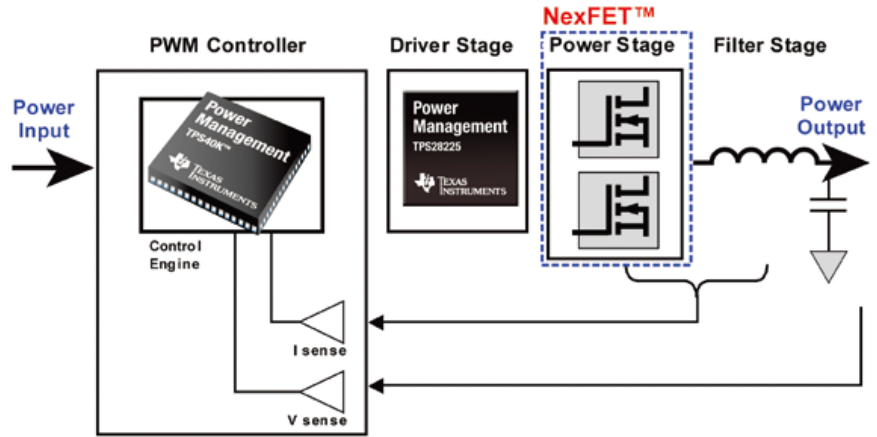 NexFET™
PWM Controller
Driver Stage
Power Stage
Filter Stage
Power
Input
Power
Management
TPS40K™
TEXAS
INSTRUMENTS
Power
Management
TPS28225
TEXAS
INSTRUMENTS
Power
Output
Control
Engine
I sense
V sense